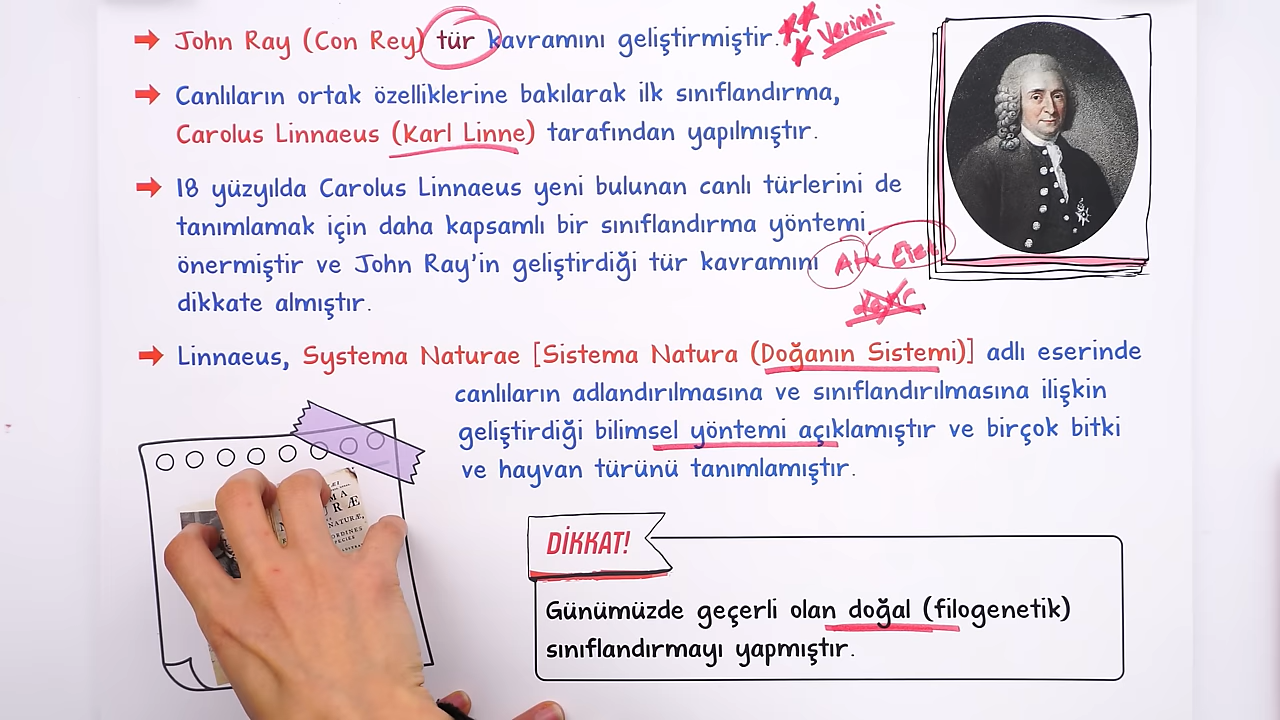 John Ray (Con Rey) tür kavramını geliştirmiştir.
Verimli
Canlıların ortak özelliklerine bakılarak ilk sınıflandırma,
Carolus Linnaeus (Karl Linne) tarafından yapılmıştır.
18 yüzyılda Carolus Linnaeus yeni bulunan canlı türlerini de
tanımlamak için daha kapsamlı bir sınıflandırma yöntemi
önermiştir ve John Ray'in geliştirdiği tür kavramını
At x Eşek
Katır
dikkate almıştır.
Linnaeus, Systema Naturae [Sistema Natura (Doğanın Sistemi)] adlı eserinde
canlıların adlandırılmasına ve sınıflandırılmasına ilişkin
geliştirdiği bilimsel yöntemi açıklamıştır ve birçok bitki
ve hayvan türünü tanımlamıştır.
DİKKAT!
Günümüzde geçerli olan doğal (filogenetik)
sınıflandırmayı yapmıştır.